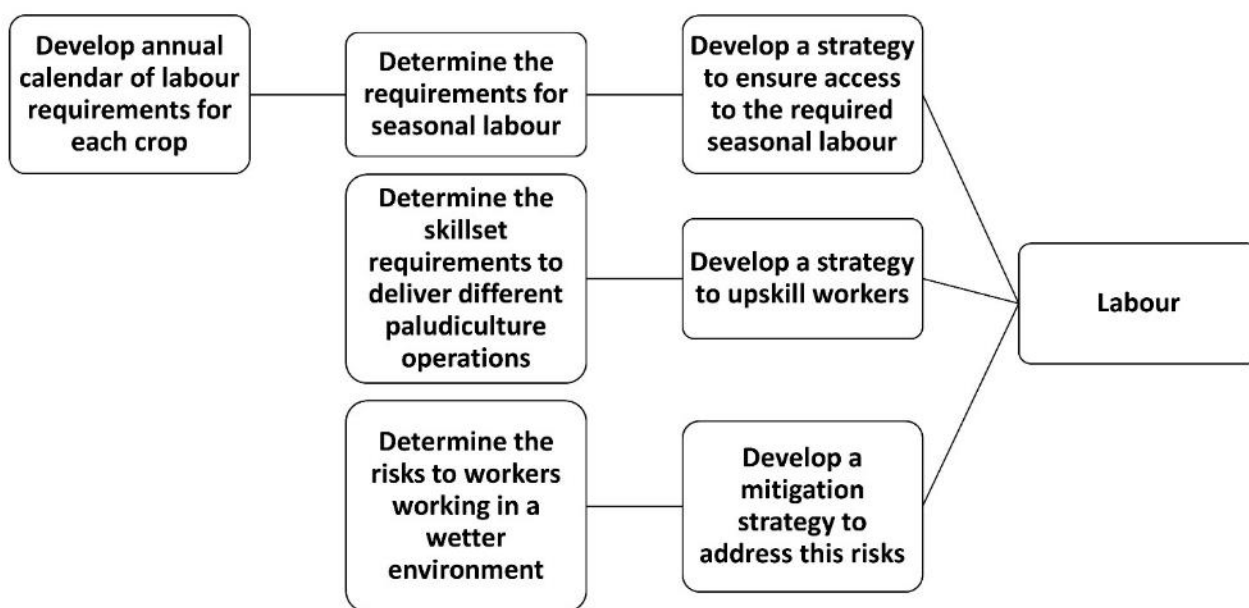 Develop annual
calendar of labour
requirements for
each crop
Determine the
requirements for
seasonal labour
Develop a strategy
to ensure access
to the required
seasonal labour
Determine the
skillset
requirements to
deliver different
paludiculture
operations
Develop a strategy
to upskill workers
Labour
Determine the
risks to workers
working in a
wetter
environment
Develop a
mitigation
strategy to
address this risks